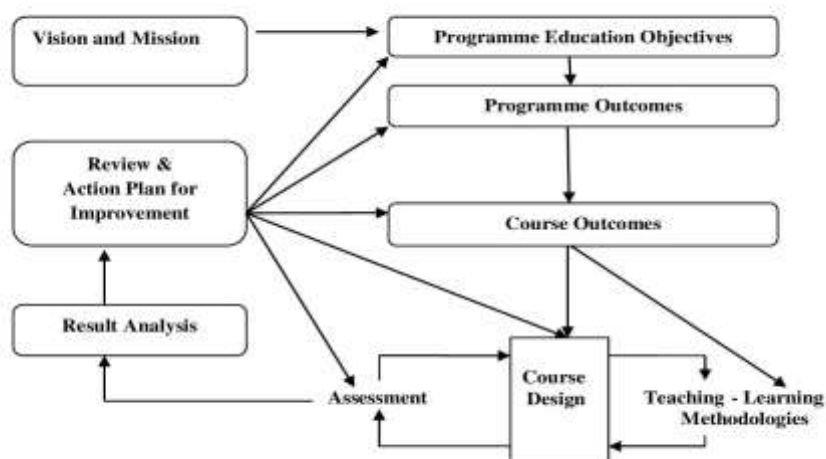 Vision and Mission
Programme Education Objectives
Programme Outcomes
Review &
Action Plan for
Improvement
Course Outcomes
Result Analysis
Assessment
Course
Design
Teaching - Learning
Methodologies